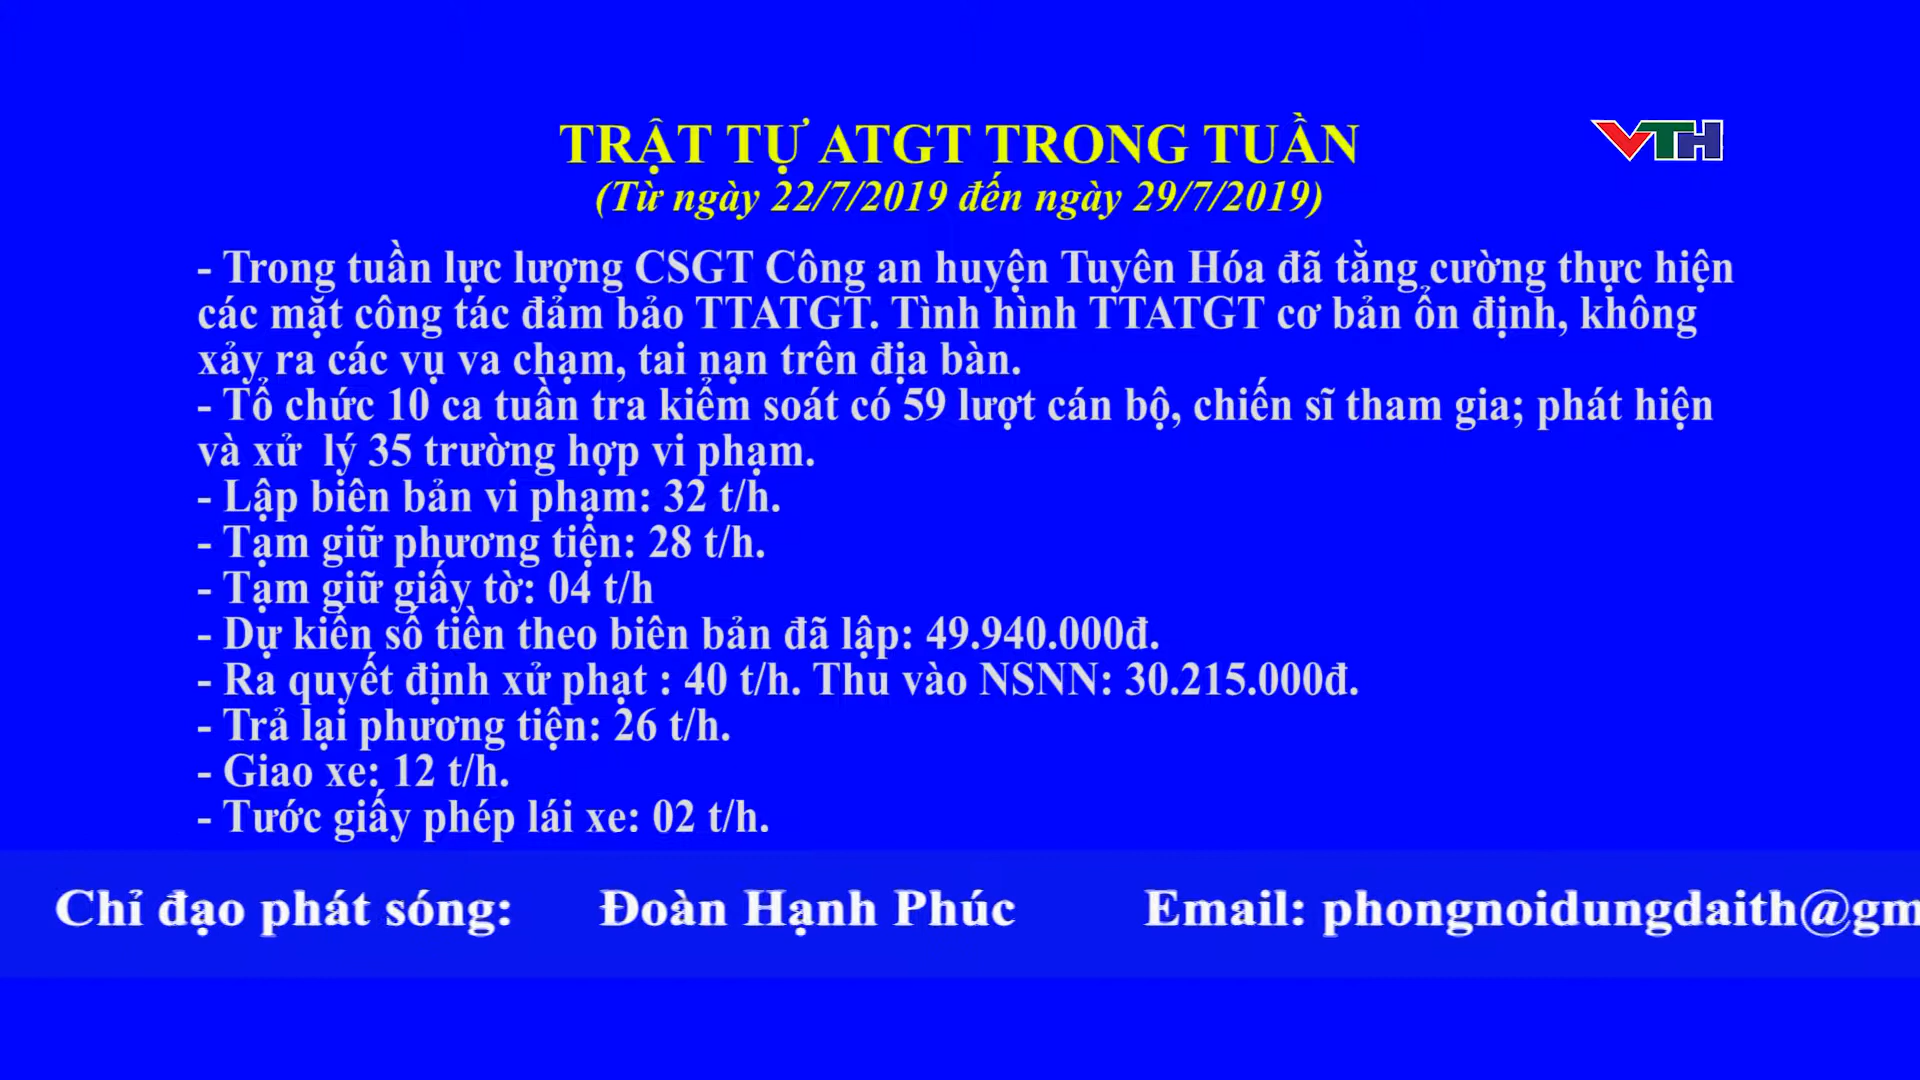 TRẬT TỰ ATGT TRONG TUẦN
VTH
(Từ ngày 22/7/2019 đến ngày 29/7/2019)
- Trong tuần lực lượng CSGT Công an huyện Tuyên Hóa đã tằng cường thực hiện
các mặt công tác đảm bảo TTATGT. Tình hình TTATGT cơ bản ổn định, không
xảy ra các vụ va chạm, tai nạn trên địa bàn.
- Tổ chức 10 ca tuần tra kiểm soát có 59 lượt cán bộ, chiến sĩ tham gia; phát hiện
và xử  lý 35 trường hợp vi phạm.
- Lập biên bản vi phạm: 32 t/h.
- Tạm giữ phương tiện: 28 t/h.
- Tạm giữ giấy tờ: 04 t/h
- Dự kiến số tiền theo biên bản đã lập: 49.940.000đ.
- Ra quyết định xử phạt : 40 t/h. Thu vào NSNN: 30.215.000đ.
- Trả lại phương tiện: 26 t/h.
- Giao xe: 12 t/h.
- Tước giấy phép lái xe: 02 t/h.
Chỉ đạo phát sóng: Đoàn Hạnh Phúc Email: phongnoidungdaith@gm